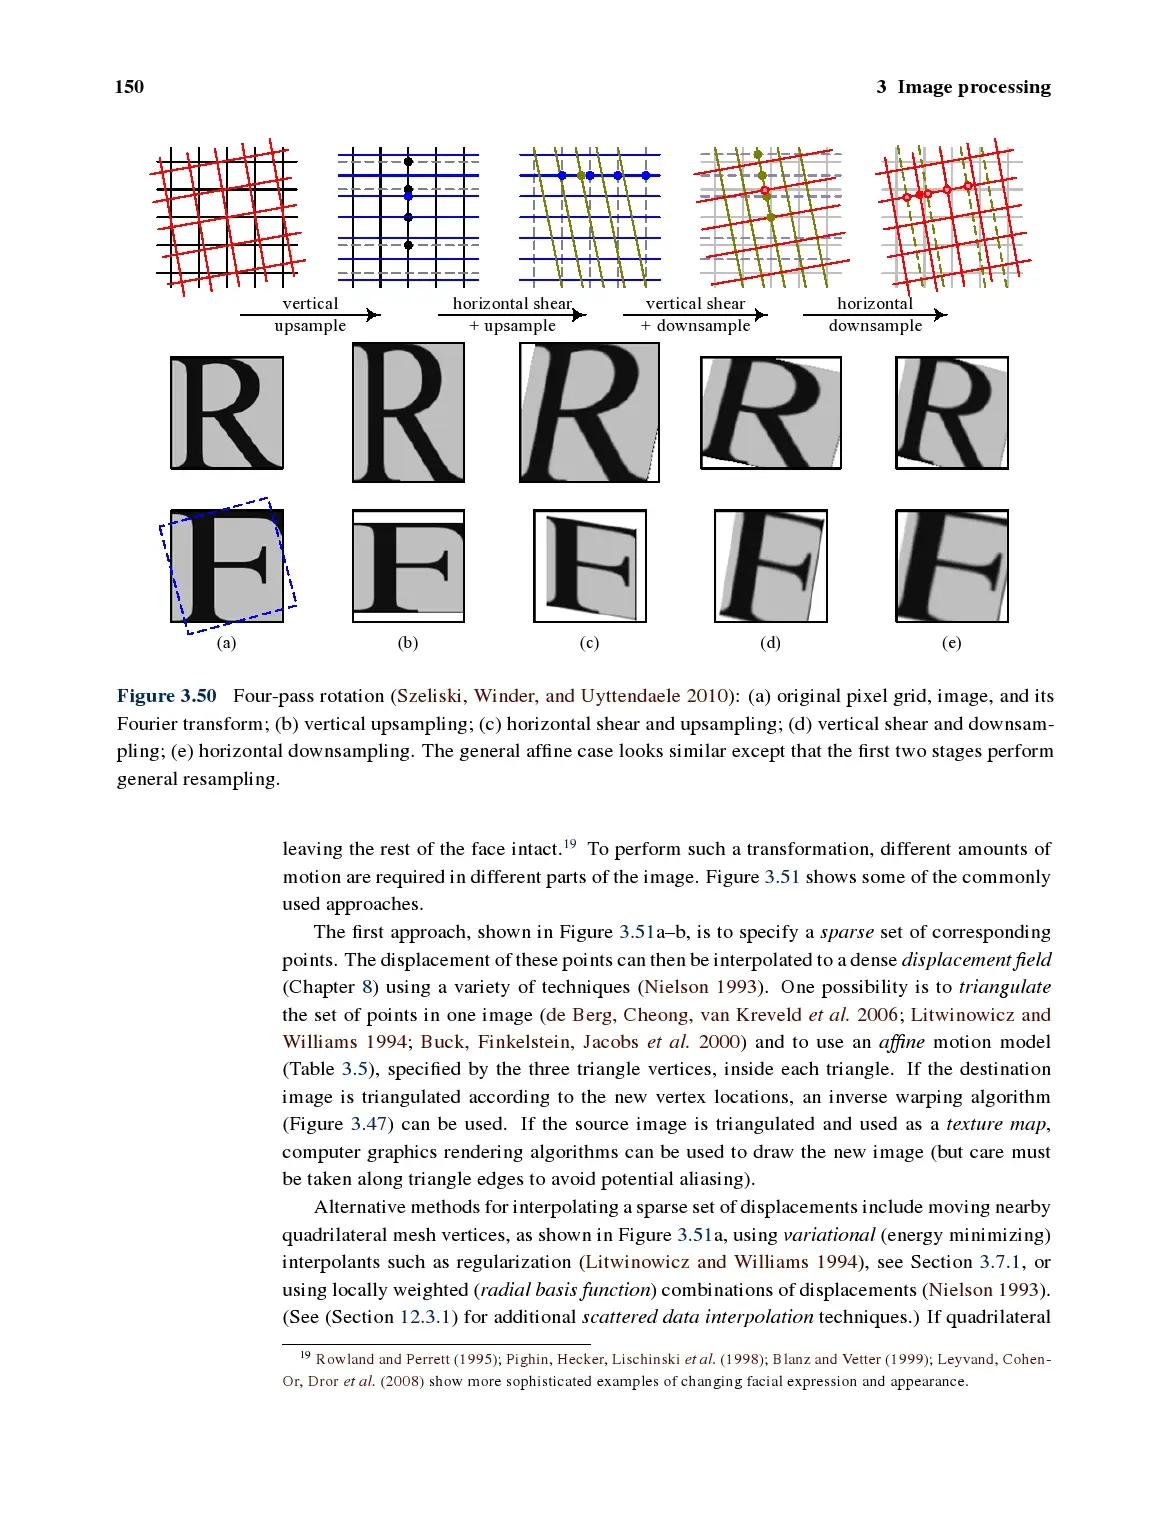 150
3 Image processing
vertical
upsample
horizontal shear
+ upsample
vertical shear
+ downsample
horizontal
downsample
R R R R R
F F F F F
(a) (b) (c) (d) (e)
Figure 3.50 Four-pass rotation (Szeliski, Winder, and Uyttendaele 2010): (a) original pixel grid, image, and its
Fourier transform; (b) vertical upsampling; (c) horizontal shear and upsampling; (d) vertical shear and downsam-
pling; (e) horizontal downsampling. The general affine case looks similar except that the first two stages perform
general resampling.
leaving the rest of the face intact.19 To perform such a transformation, different amounts of
motion are required in different parts of the image. Figure 3.51 shows some of the commonly
used approaches.
The first approach, shown in Figure 3.51a–b, is to specify a sparse set of corresponding
points. The displacement of these points can then be interpolated to a dense displacement field
(Chapter 8) using a variety of techniques (Nielson 1993). One possibility is to triangulate
the set of points in one image (de Berg, Cheong, van Kreveld et al. 2006; Litwinowicz and
Williams 1994; Buck, Finkelstein, Jacobs et al. 2000) and to use an affine motion model
(Table 3.5), specified by the three triangle vertices, inside each triangle. If the destination
image is triangulated according to the new vertex locations, an inverse warping algorithm
(Figure 3.47) can be used. If the source image is triangulated and used as a texture map,
computer graphics rendering algorithms can be used to draw the new image (but care must
be taken along triangle edges to avoid potential aliasing).
Alternative methods for interpolating a sparse set of displacements include moving nearby
quadrilateral mesh vertices, as shown in Figure 3.51a, using variational (energy minimizing)
interpolants such as regularization (Litwinowicz and Williams 1994), see Section 3.7.1, or
using locally weighted (radial basis function) combinations of displacements (Nielson 1993).
(See (Section 12.3.1) for additional scattered data interpolation techniques.) If quadrilateral
19 Rowland and Perrett (1995); Pighin, Hecker, Lischinski et al. (1998); Blanz and Vetter (1999); Leyvand, Cohen-
Or, Dror et al. (2008) show more sophisticated examples of changing facial expression and appearance.